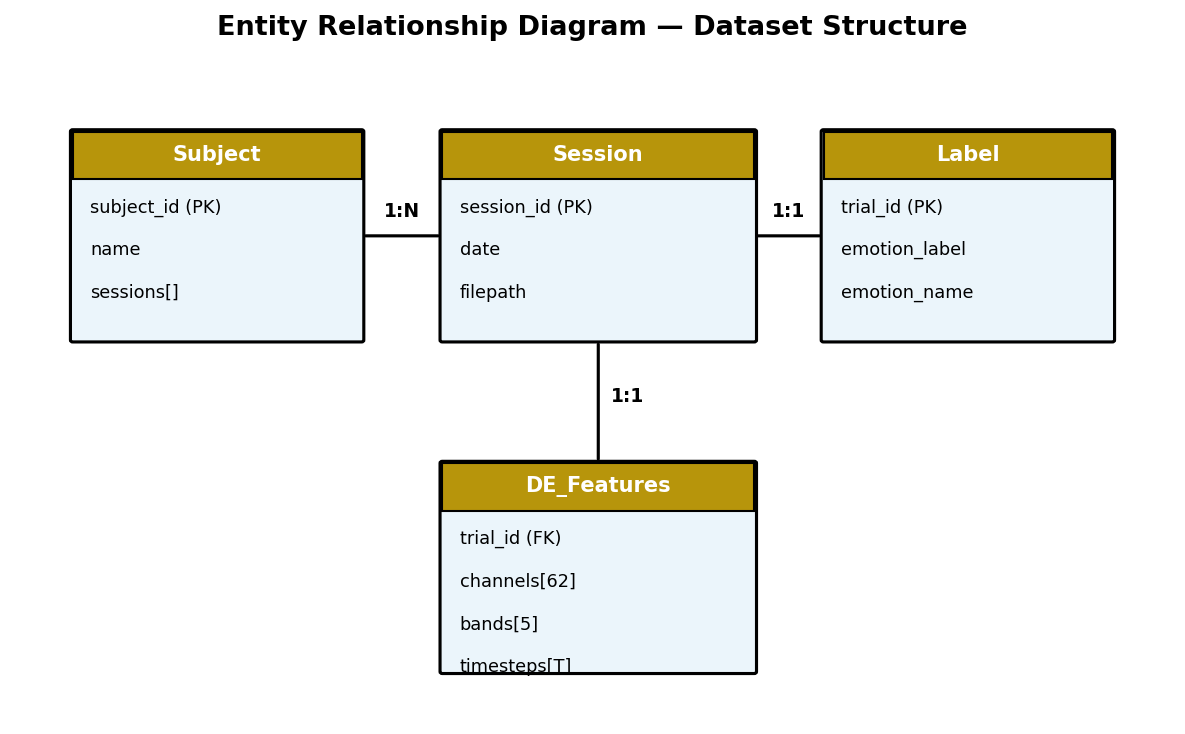 Entity Relationship Diagram — Dataset Structure
Subject
subject_id (PK)
name
sessions[]
1:N
Session
session_id (PK)
date
filepath
1:1
Label
trial_id (PK)
emotion_label
emotion_name
1:1
DE_Features
trial_id (FK)
channels[62]
bands[5]
timesteps[T]